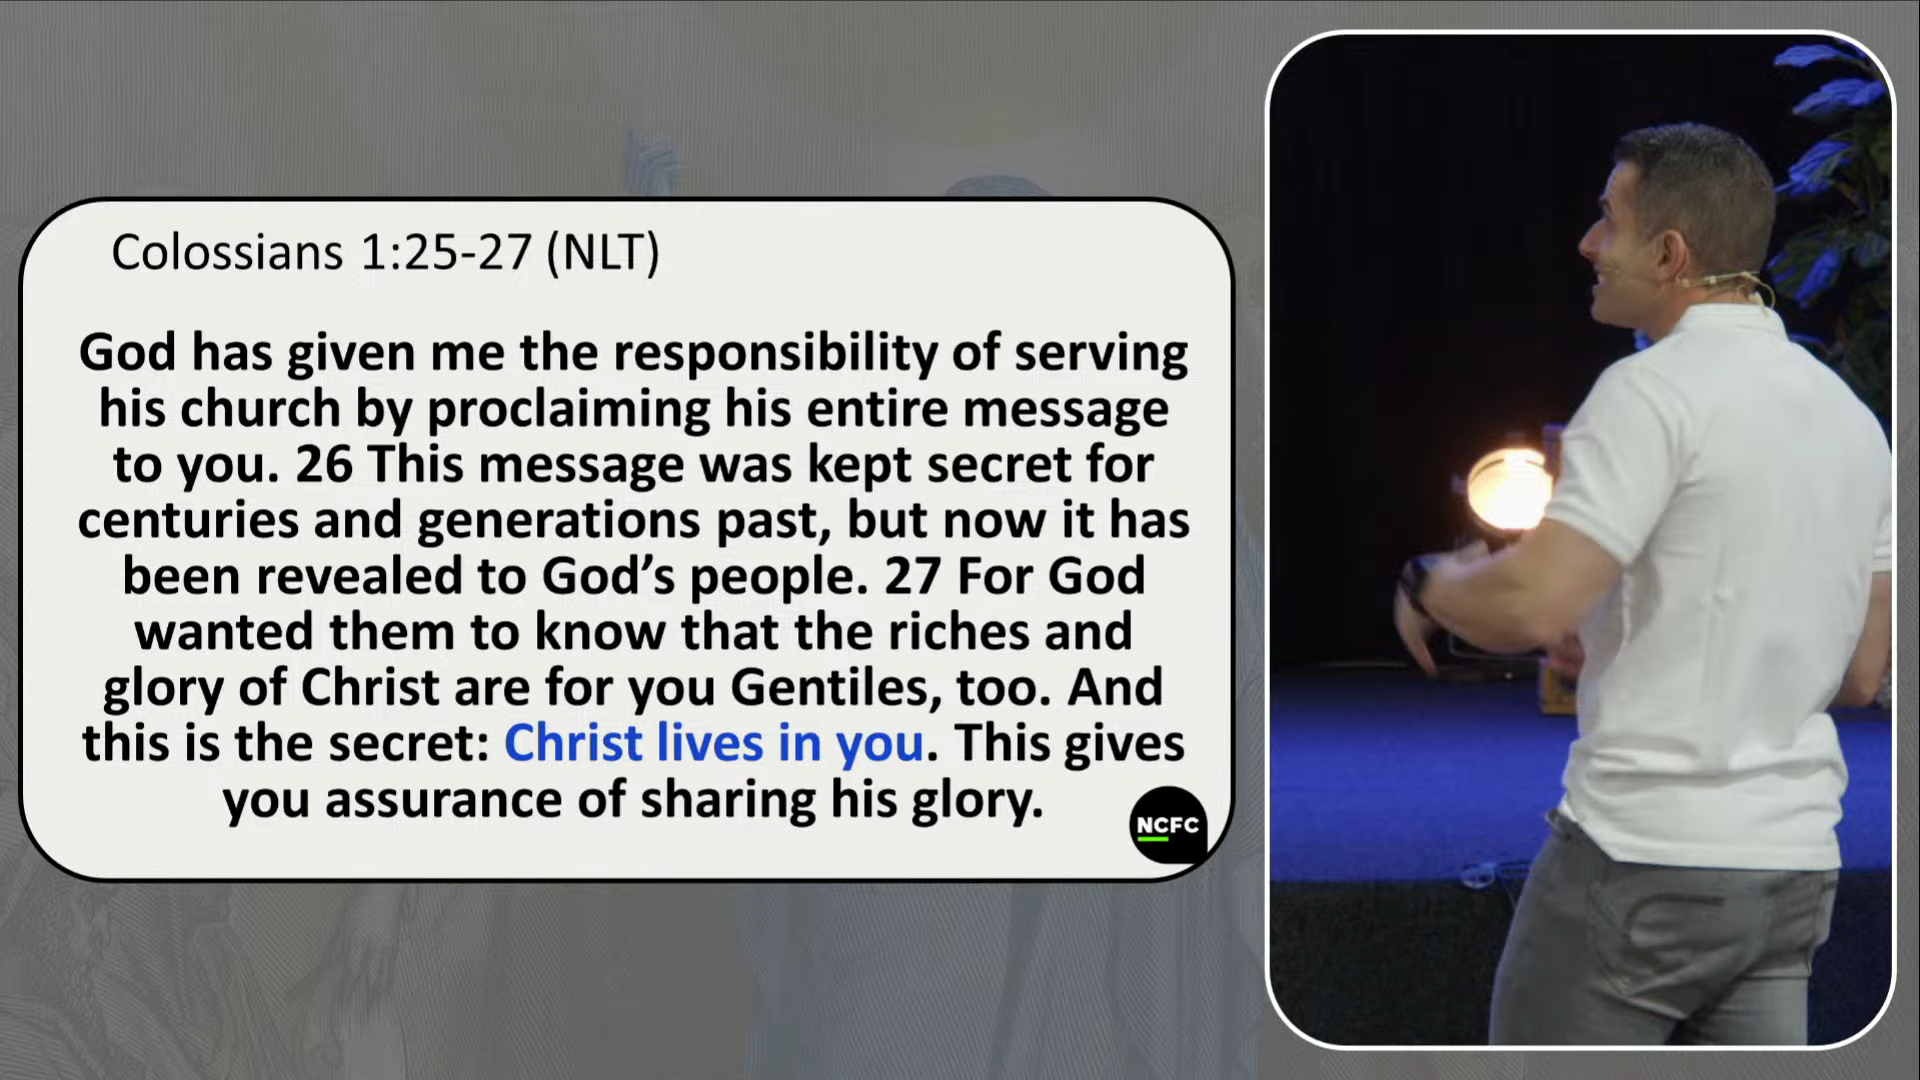 Colossians 1:25-27 (NLT)
God has given me the responsibility of serving
his church by proclaiming his entire message
to you. 26 This message was kept secret for
centuries and generations past, but now it has
been revealed to God’s people. 27 For God
wanted them to know that the riches and
glory of Christ are for you Gentiles, too. And
this is the secret: Christ lives in you. This gives
you assurance of sharing his glory.
NCFC